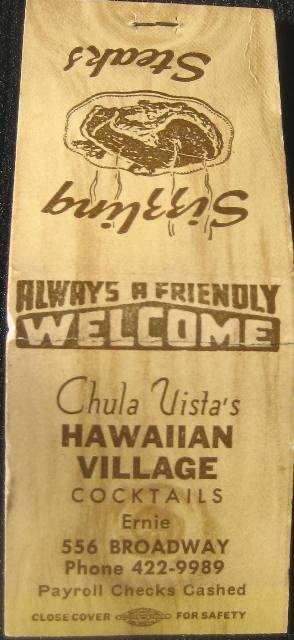 Sizzling
Steaks
ALWAYS A FRIENDLY
WELCOME
Chula Vista's
HAWAIIAN
VILLAGE
COCKTAILS
Ernie
556 BROADWAY
Phone 422-9989
Payroll Checks Cashed
CLOSE COVER FOR SAFETY